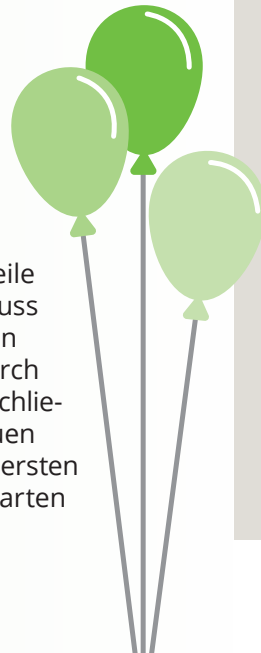 eile
uss
n
rch
chlie-
uen
ersten
arten